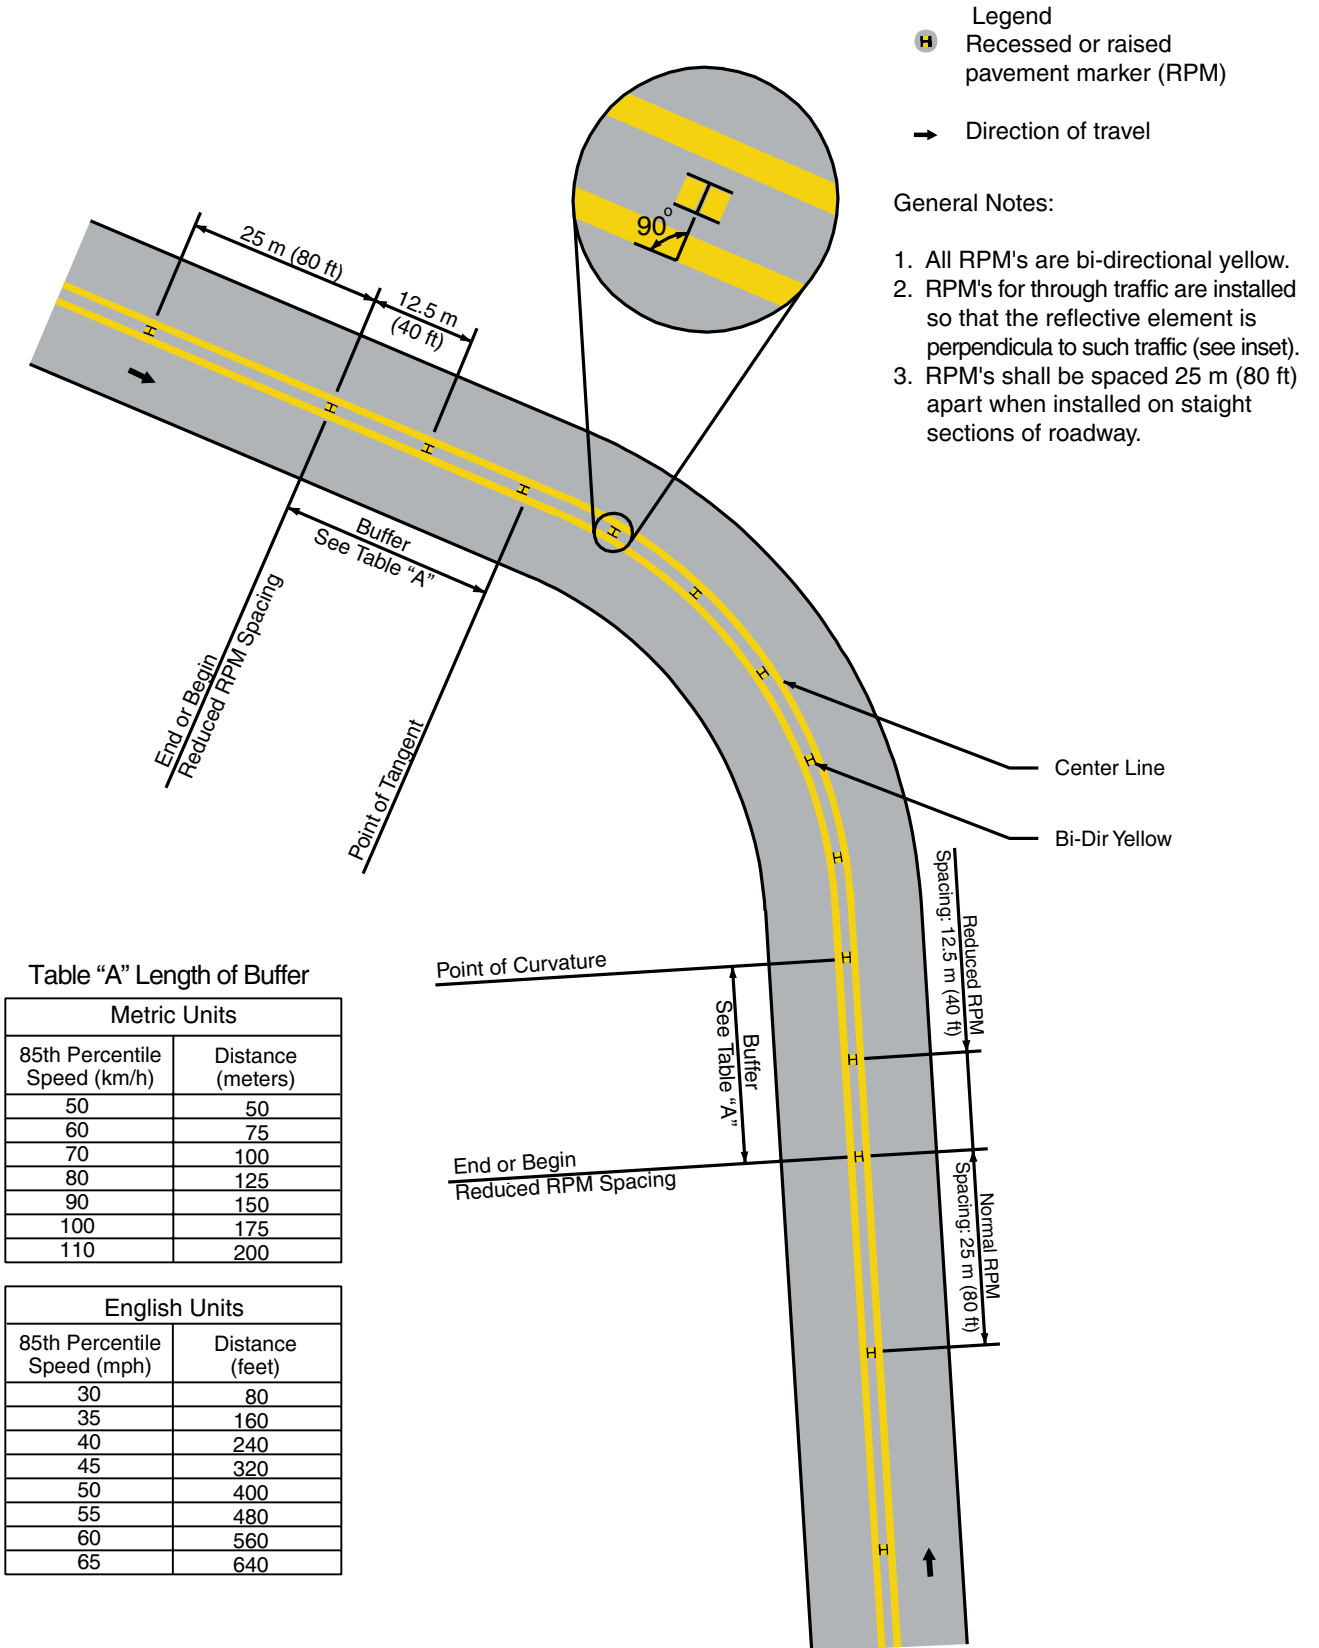 Legend
H Recessed or raised
pavement marker (RPM)
Direction of travel
General Notes:
1. All RPM's are bi-directional yellow.
2. RPM's for through traffic are installed
so that the reflective element is
perpendicula to such traffic (see inset).
3. RPM's shall be spaced 25 m (80 ft)
apart when installed on staight
sections of roadway.
90°
25 m (80 ft)
12.5 m
(40 ft)
Buffer
See Table “A”
End or Begin
Reduced RPM Spacing
Point of Tangent
Center Line
Bi-Dir Yellow
Reduced RPM
Spacing: 12.5 m (40 ft)
Point of Curvature
Buffer
See Table “A”
End or Begin
Reduced RPM Spacing
Normal RPM
Spacing: 25 m (80 ft)
Table “A” Length of Buffer
Metric Units
85th Percentile Distance
Speed (km/h) (meters)
50 50
60 75
70 100
80 125
90 150
100 175
110 200
English Units
85th Percentile Distance
Speed (mph) (feet)
30 80
35 160
40 240
45 320
50 400
55 480
60 560
65 640